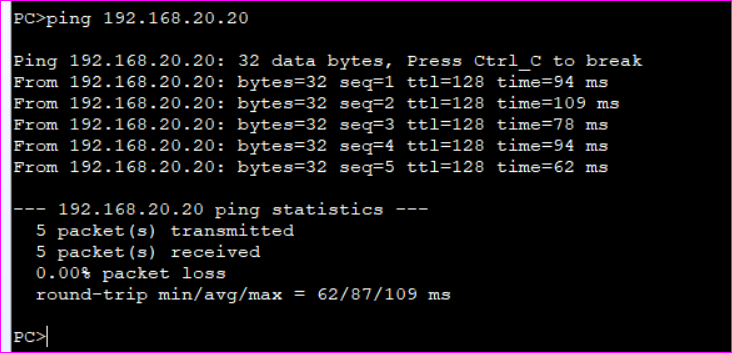 PC>ping 192.168.20.20
Ping 192.168.20.20: 32 data bytes, Press Ctrl_C to break
From 192.168.20.20: bytes=32 seq=1 ttl=128 time=94 ms
From 192.168.20.20: bytes=32 seq=2 ttl=128 time=109 ms
From 192.168.20.20: bytes=32 seq=3 ttl=128 time=78 ms
From 192.168.20.20: bytes=32 seq=4 ttl=128 time=94 ms
From 192.168.20.20: bytes=32 seq=5 ttl=128 time=62 ms
--- 192.168.20.20 ping statistics ---
5 packet(s) transmitted
5 packet(s) received
0.00% packet loss
round-trip min/avg/max = 62/87/109 ms
PC>